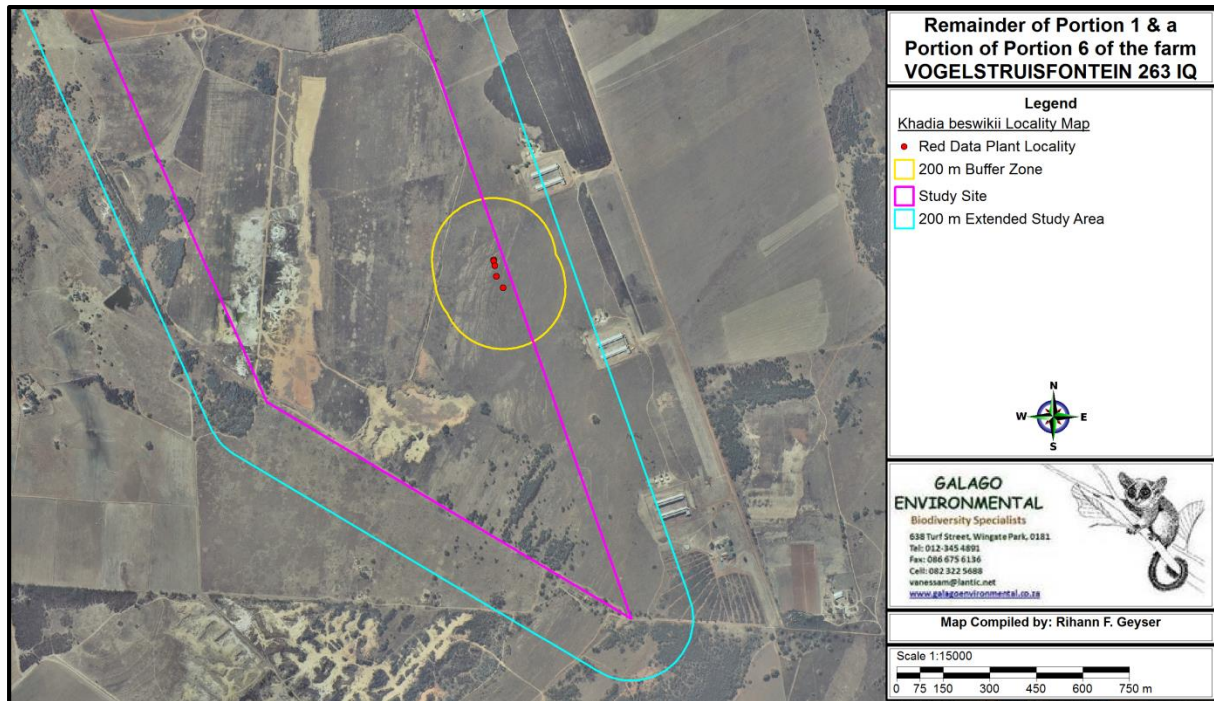 Remainder of Portion 1 & a
Portion of Portion 6 of the farm
VOGELSTRUISFONTEIN 263 IQ
Legend
Khadia beswikii Locality Map
Red Data Plant Locality
200 m Buffer Zone
Study Site
200 m Extended Study Area
N
W E
S
GALAGO
ENVIRONMENTAL
Biodiversity Specialists
638 Turf Street, Wingate Park, 0181
Tel: 012-345 4891
Fax: 086 675 6136
Cell: 082 322 5688
vanessam@lantic.net
www.galagoenvironmental.co.za
Map Compiled by: Rihann F. Geyser
Scale 1:15000
0 75 150 300 450 600 750 m